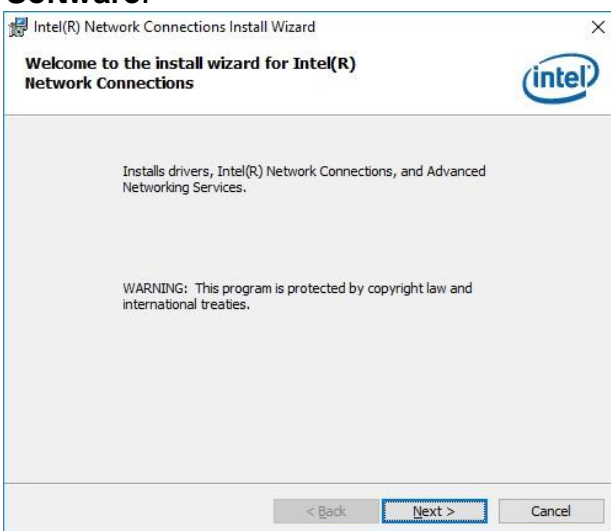 Software.
Intel(R) Network Connections Install Wizard
Welcome to the install wizard for Intel(R)
Network Connections
intel
Installs drivers, Intel(R) Network Connections, and Advanced
Networking Services.
WARNING: This program is protected by copyright law and
international treaties.
< Back Next > Cancel